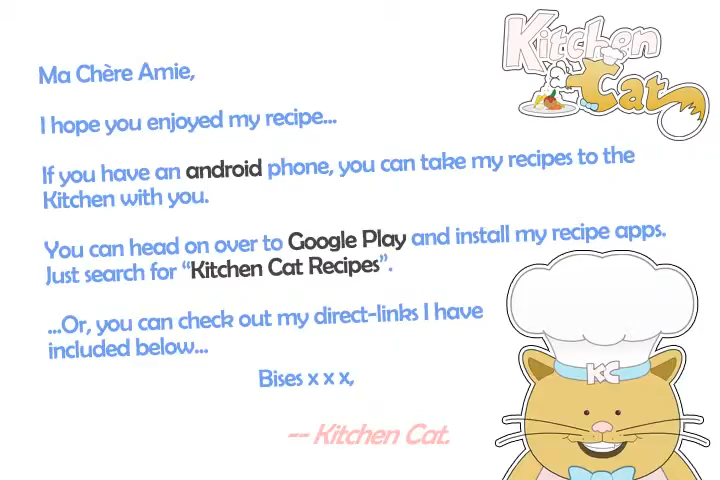 Kitchen
Cat
Ma Chère Amie,
I hope you enjoyed my recipe...
If you have an android phone, you can take my recipes to the
Kitchen with you.
You can head on over to Google Play and install my recipe apps.
Just search for “Kitchen Cat Recipes”.
...Or, you can check out my direct-links I have
included below...
Bises x x x,
-- Kitchen Cat.
KC